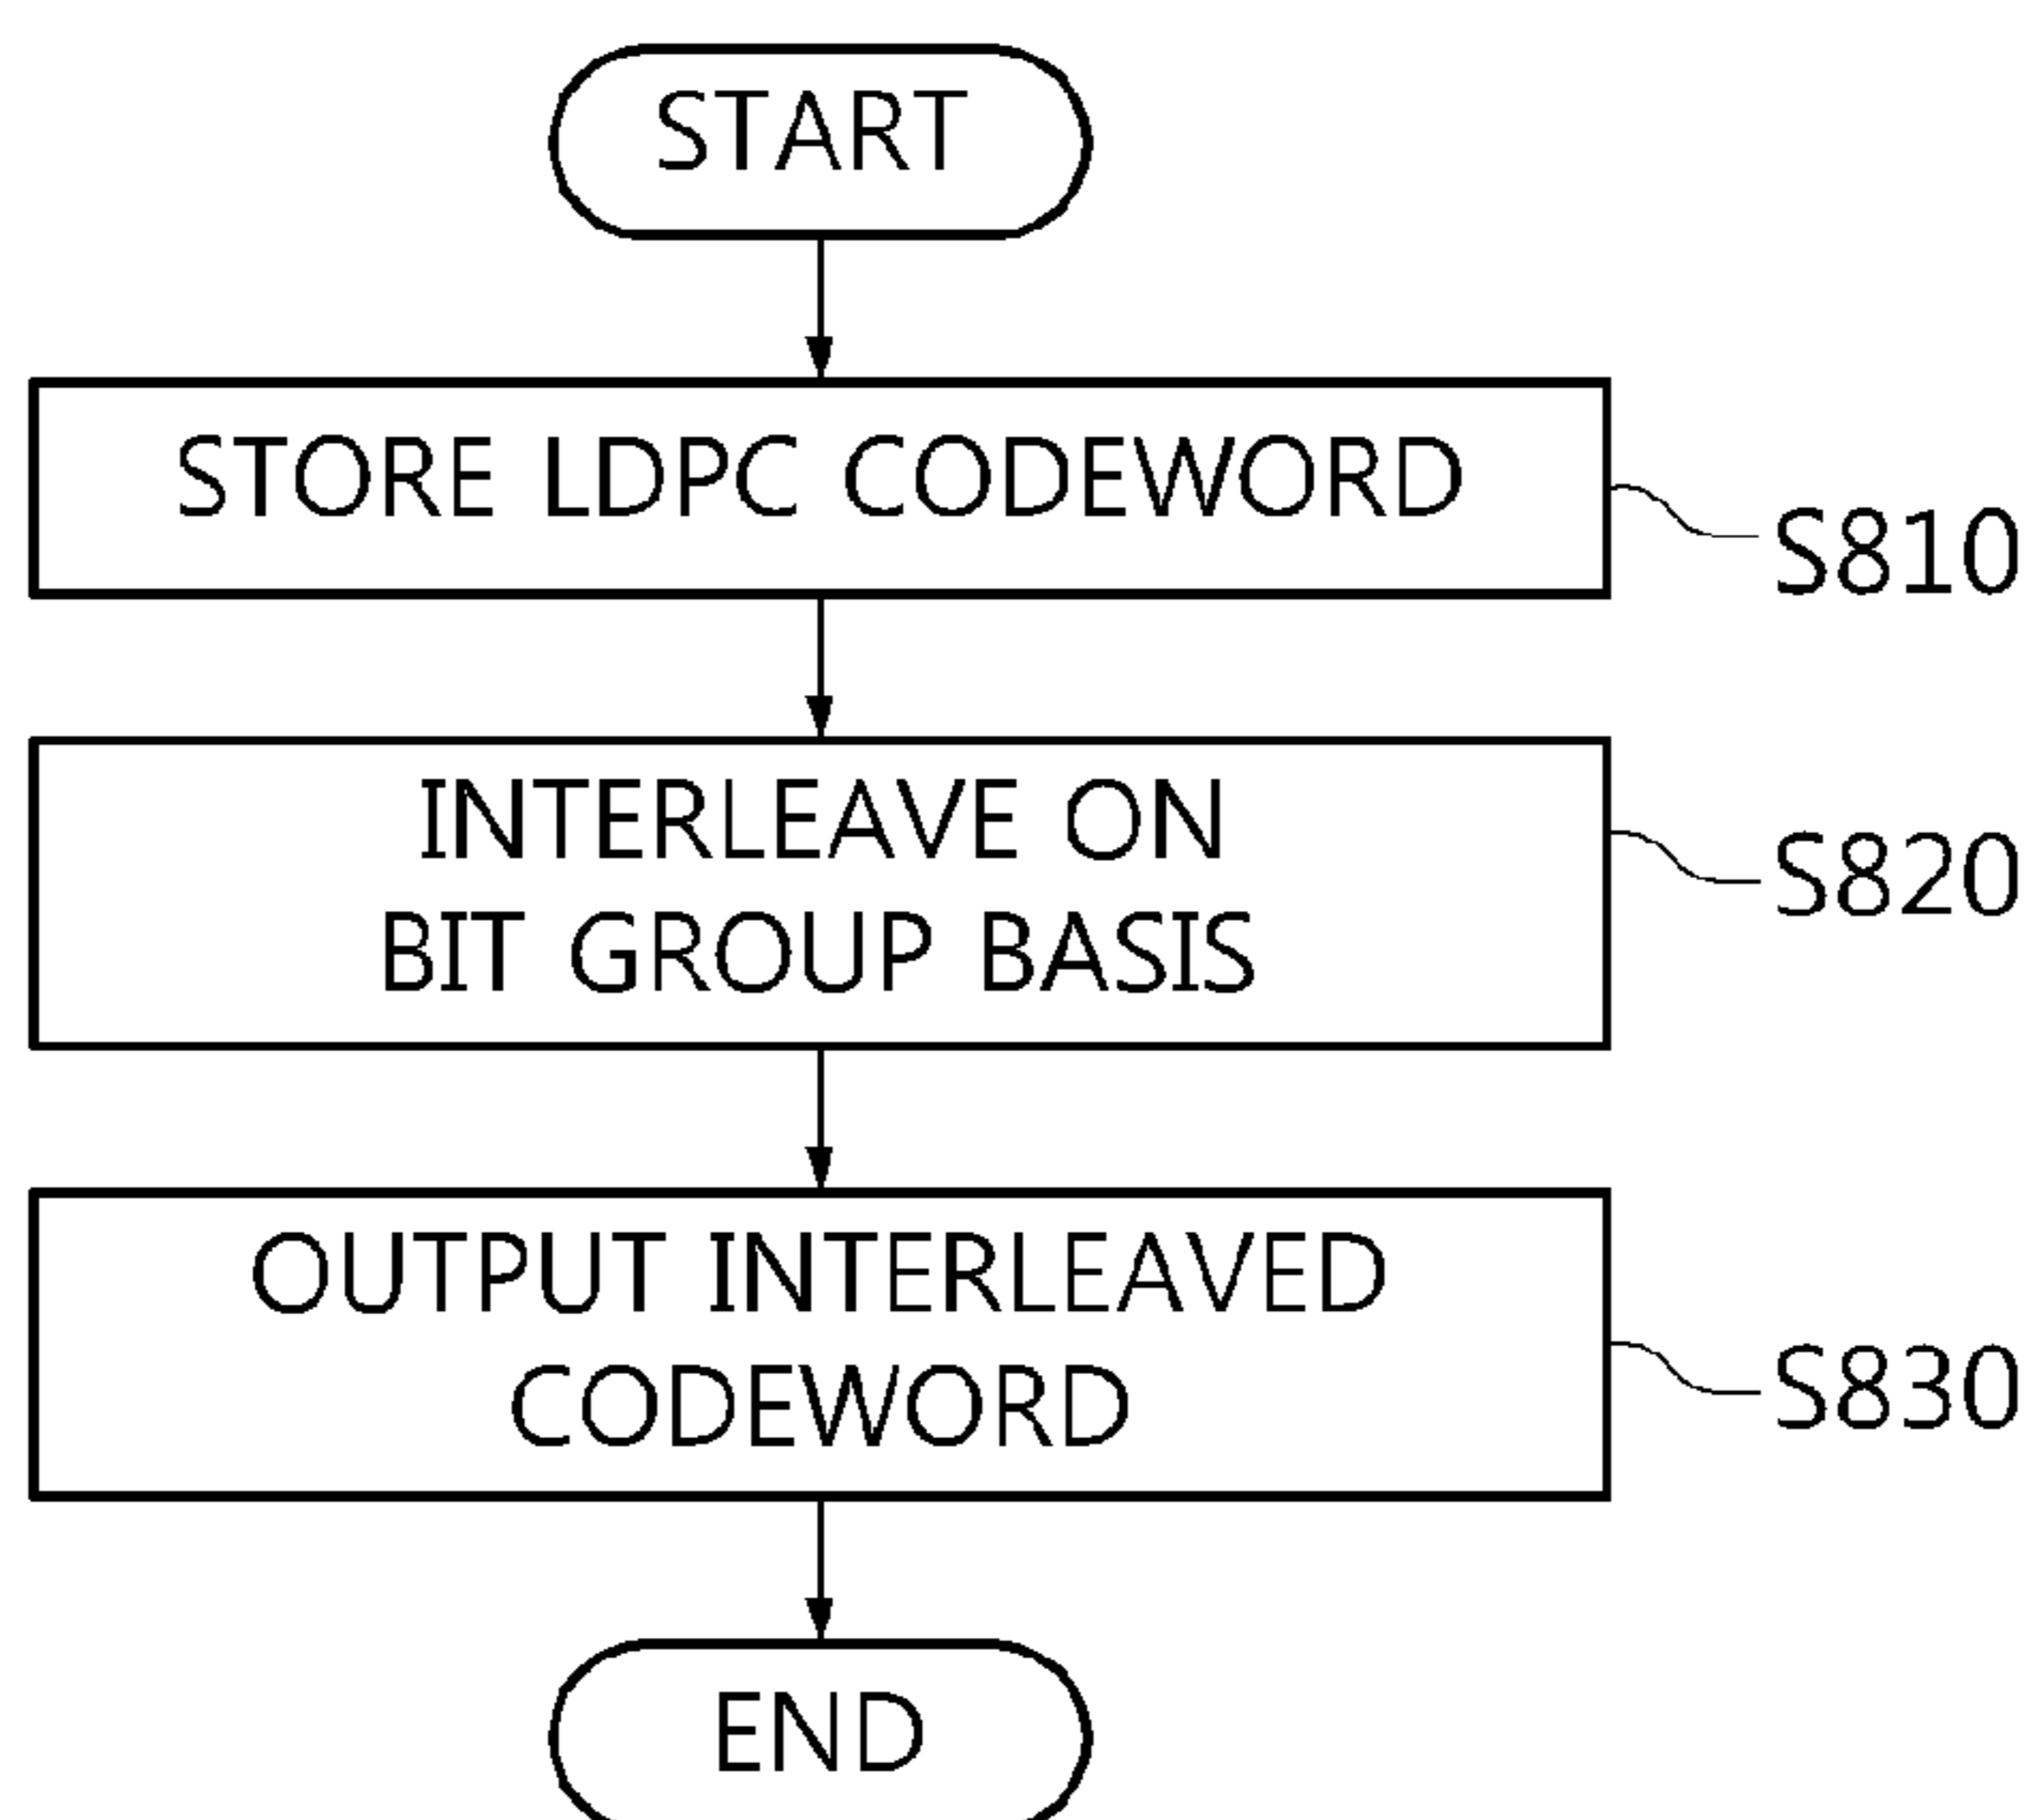 START
STORE LDPC CODEWORD
S810
INTERLEAVE ON
BIT GROUP BASIS
S820
OUTPUT INTERLEAVED
CODEWORD
S830
END